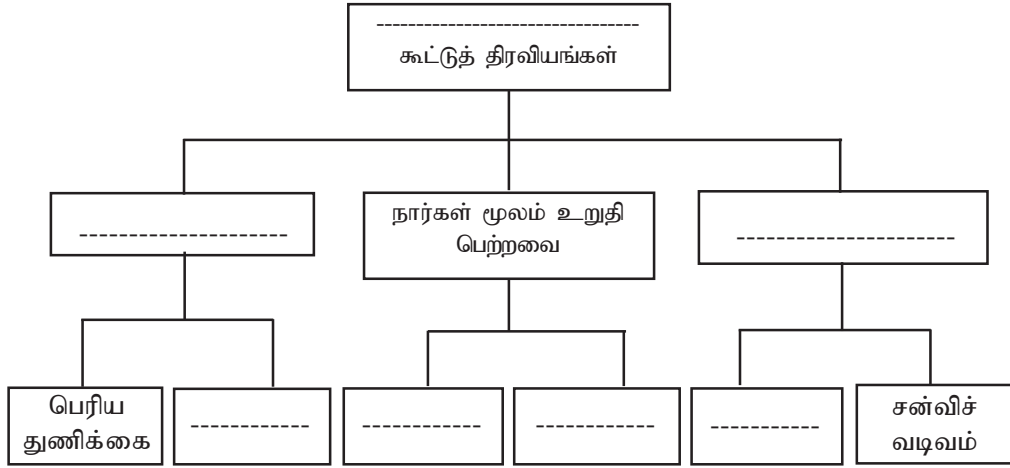 --------------------------------
கூட்டுத் திரவியங்கள்
---------------------
நார்கள் மூலம் உறுதி
பெற்றவை
----------------------
பெரிய
துணிக்கை
------------
------------
------------
-----------
சன்விச்
வடிவம்